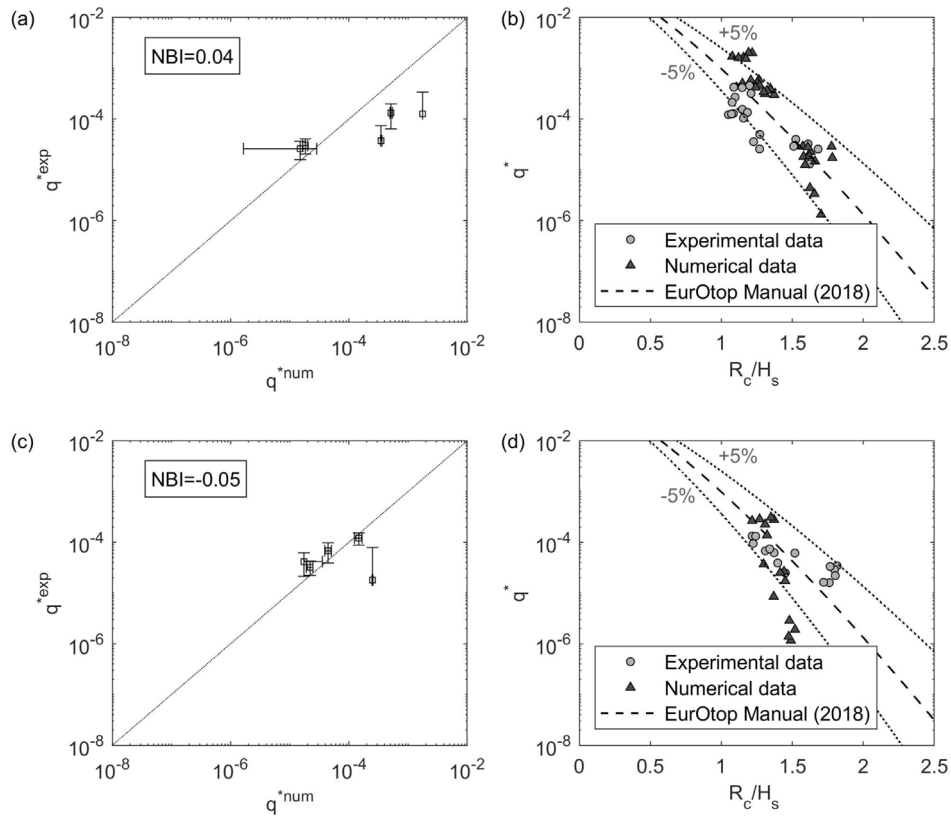 (a)
10^-2
10^-4
10^-6
10^-8
q*exp
NBI=0.04
10^-8
10^-6
10^-4
10^-2
q*num
(b)
10^-2
10^-4
10^-6
10^-8
q*
+5%
-5%
Experimental data
Numerical data
EurOtop Manual (2018)
0
0.5
1
1.5
2
2.5
R_c/H_s
(c)
10^-2
10^-4
10^-6
10^-8
q*exp
NBI=-0.05
10^-8
10^-6
10^-4
10^-2
q*num
(d)
10^-2
10^-4
10^-6
10^-8
q*
+5%
-5%
Experimental data
Numerical data
EurOtop Manual (2018)
0
0.5
1
1.5
2
2.5
R_c/H_s